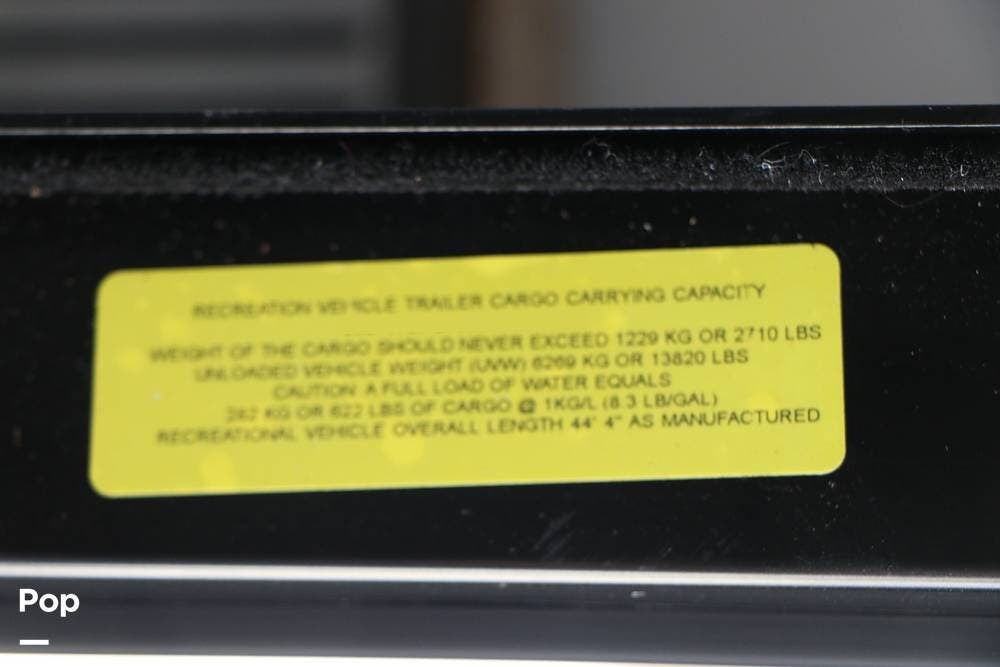 RECREATION VEHICLE TRAILER CARGO CARRYING CAPACITY
WEIGHT OF THE CARGO SHOULD NEVER EXCEED 1229 KG OR 2710 LBS
UNLOADED VEHICLE WEIGHT (UVW) 6269 KG OR 13820 LBS
CAUTION A FULL LOAD OF WATER EQUALS
282 KG OR 622 LBS OF CARGO @ 1KG/L (8.3 LB/GAL)
RECREATIONAL VEHICLE OVERALL LENGTH 44' 4" AS MANUFACTURED
Pop